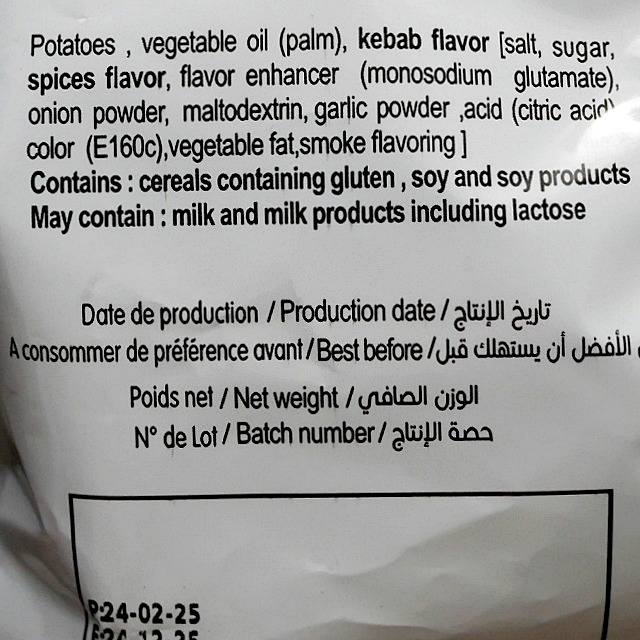 Potatoes , vegetable oil (palm), kebab flavor [salt, sugar,
spices flavor, flavor enhancer (monosodium glutamate),
onion powder, maltodextrin, garlic powder ,acid (citric acid)
color (E160c),vegetable fat,smoke flavoring ]
Contains : cereals containing gluten , soy and soy products
May contain : milk and milk products including lactose
Date de production / Production date / تاريخ الإنتاج
A consommer de préférence avant / Best before / الأفضل أن يستهلك قبل
Poids net / Net weight / الوزن الصافي
N° de Lot / Batch number / حصة الإنتاج
P:24-02-25